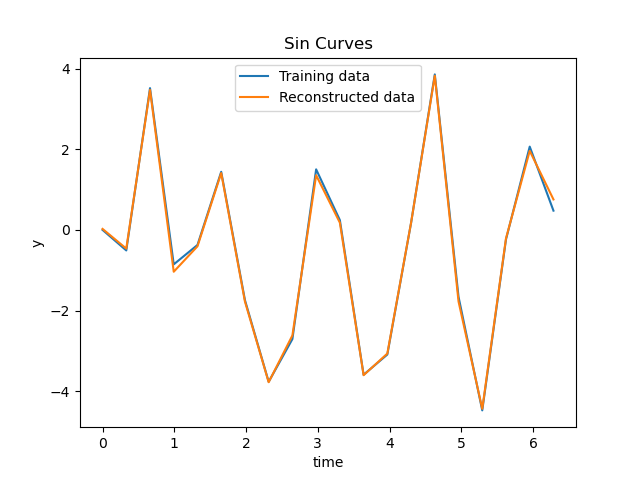 Sin Curves
Training data
Reconstructed data
4
2
0
−2
−4
y
0 1 2 3 4 5 6
time